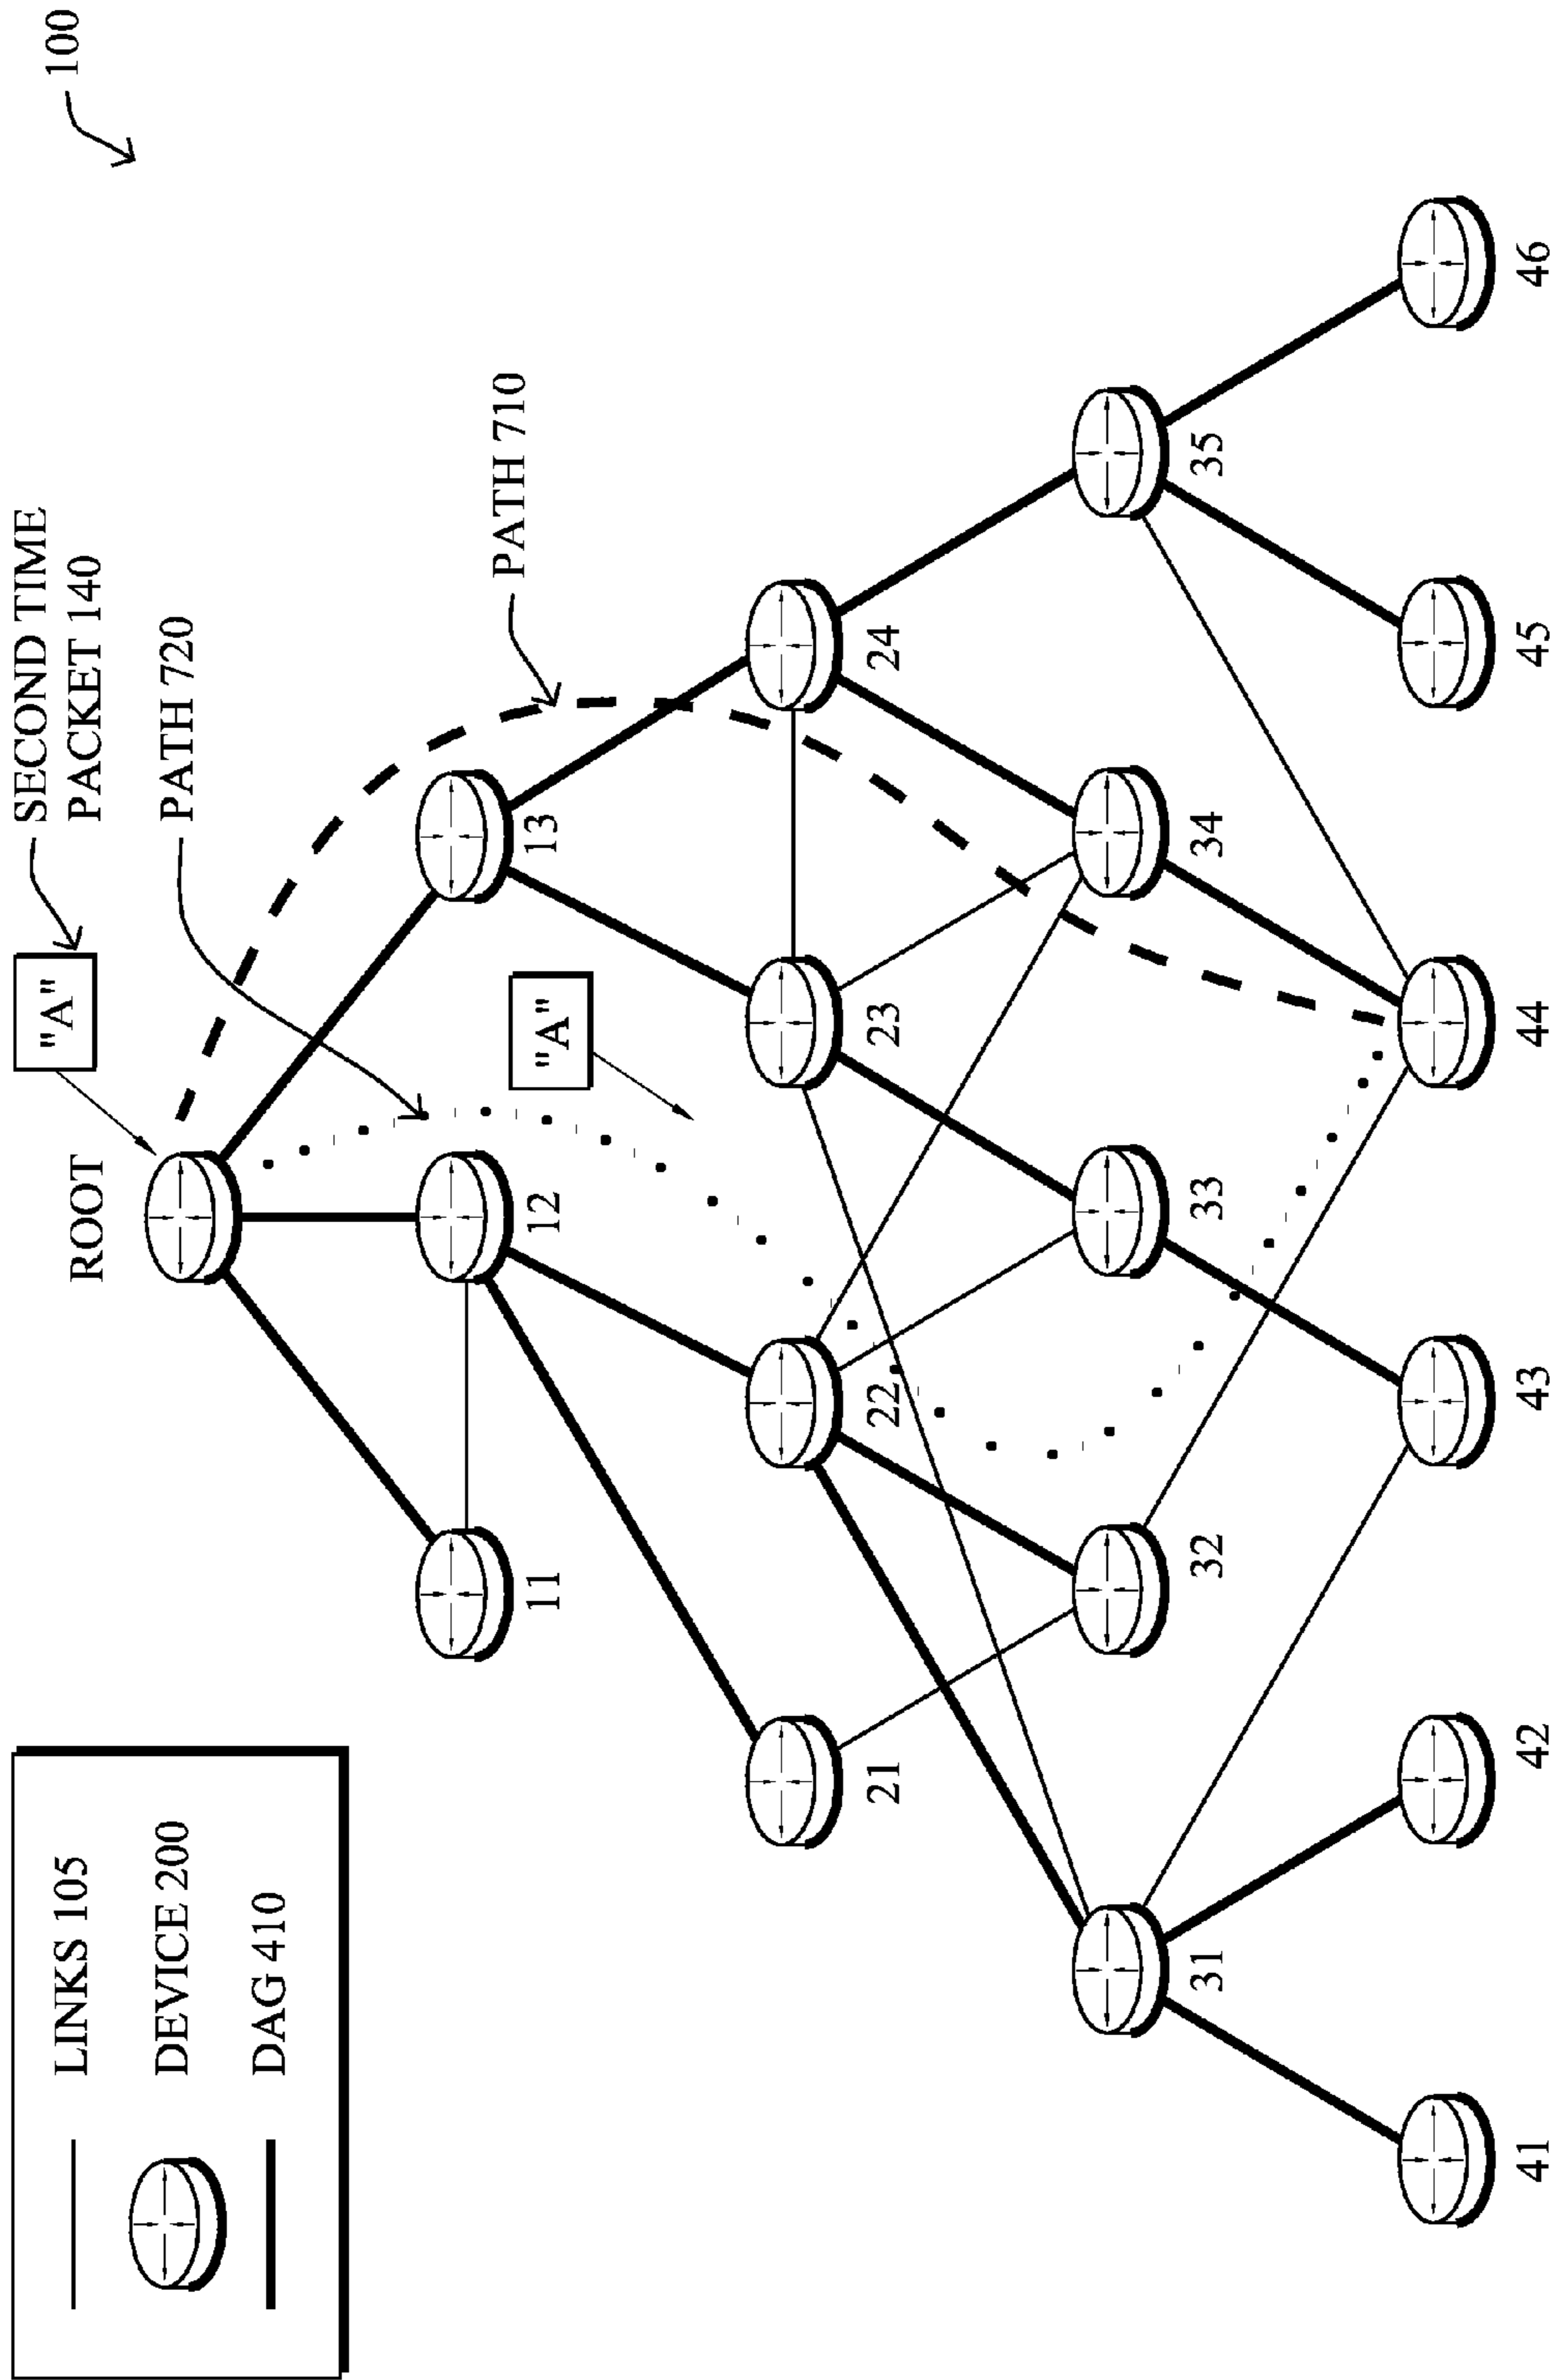 LINKS 105
DEVICE 200
DAG 410
100
SECOND TIME
PACKET 140
"A"
PATH 720
ROOT
PATH 710
"A"
11
12
13
21
22
23
24
31
32
33
34
35
41
42
43
44
45
46